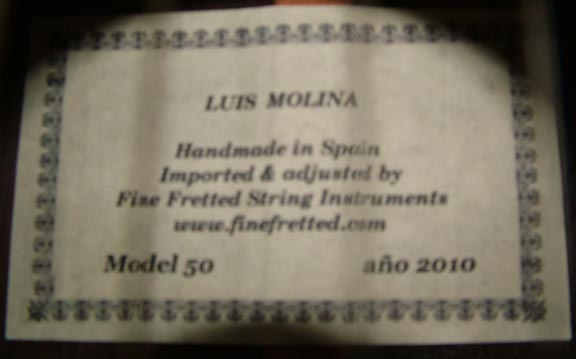 LUIS MOLINA
Handmade in Spain
Imported & adjusted by
Fine Fretted String Instruments
www.finefretted.com
Model 50 año 2010